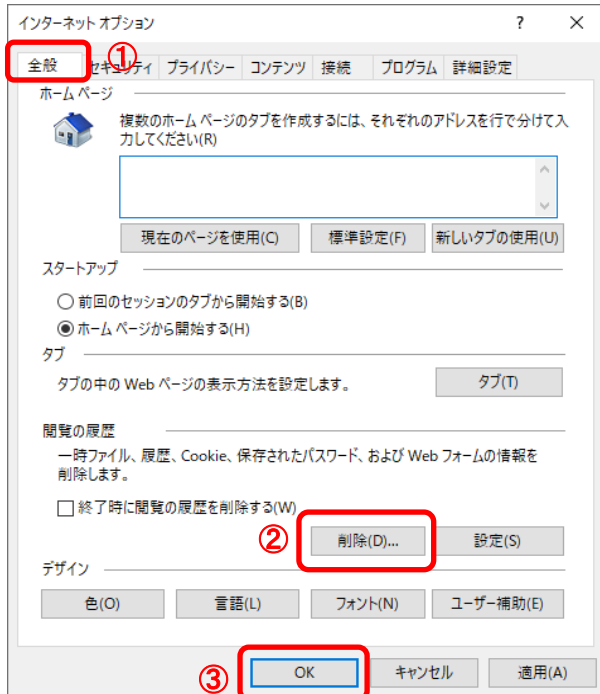 インターネット オプション ? ×
全般 ① セキュリティ プライバシー コンテンツ 接続 プログラム 詳細設定
ホーム ページ
複数のホーム ページのタブを作成するには、それぞれのアドレスを行で分けて入
力してください(R)
現在のページを使用(C) 標準設定(F) 新しいタブの使用(U)
スタートアップ
前回のセッションのタブから開始する(B)
ホーム ページから開始する(H)
タブ
タブの中の Web ページの表示方法を設定します。 タブ(T)
閲覧の履歴
一時ファイル、履歴、Cookie、保存されたパスワード、および Web フォームの情報を
削除します。
終了時に閲覧の履歴を削除する(W)
② 削除(D)... 設定(S)
デザイン
色(O) 言語(L) フォント(N) ユーザー補助(E)
③ OK キャンセル 適用(A)